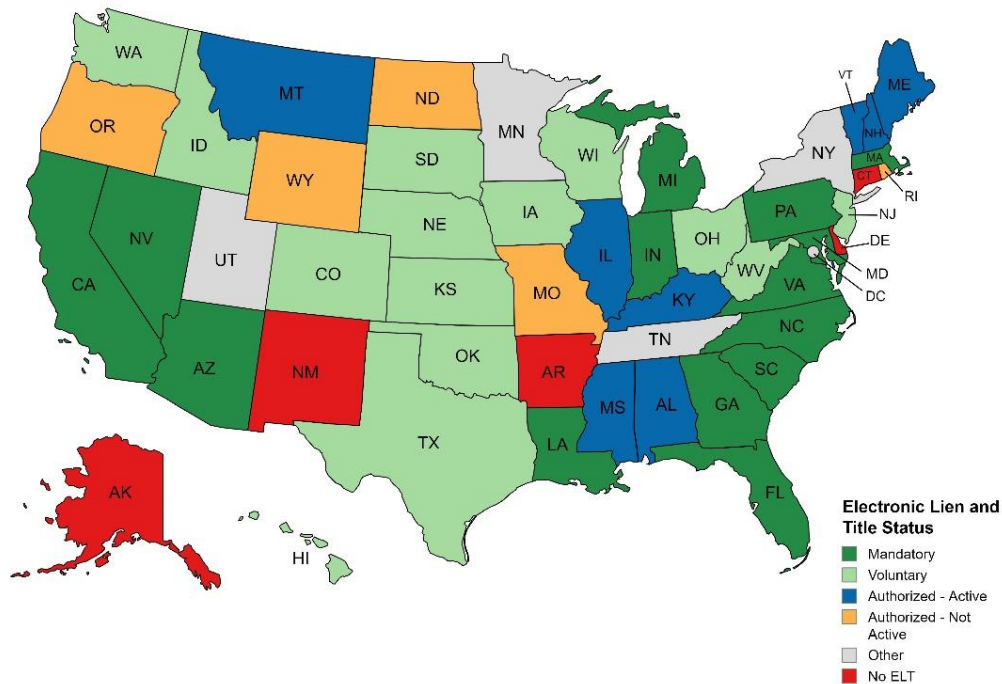 WA
MT
ND
MN
VT
ME
OR
ID
SD
WI
NH
NY
MA
WY
MI
CT
RI
IA
PA
NE
NJ
NV
OH
IL
IN
DE
UT
CO
WV
MD
CA
KS
MO
KY
VA
DC
NC
TN
OK
AZ
NM
AR
SC
MS
AL
GA
TX
LA
FL
AK
HI
Electronic Lien and
Title Status
Mandatory
Voluntary
Authorized - Active
Authorized - Not
Active
Other
No ELT